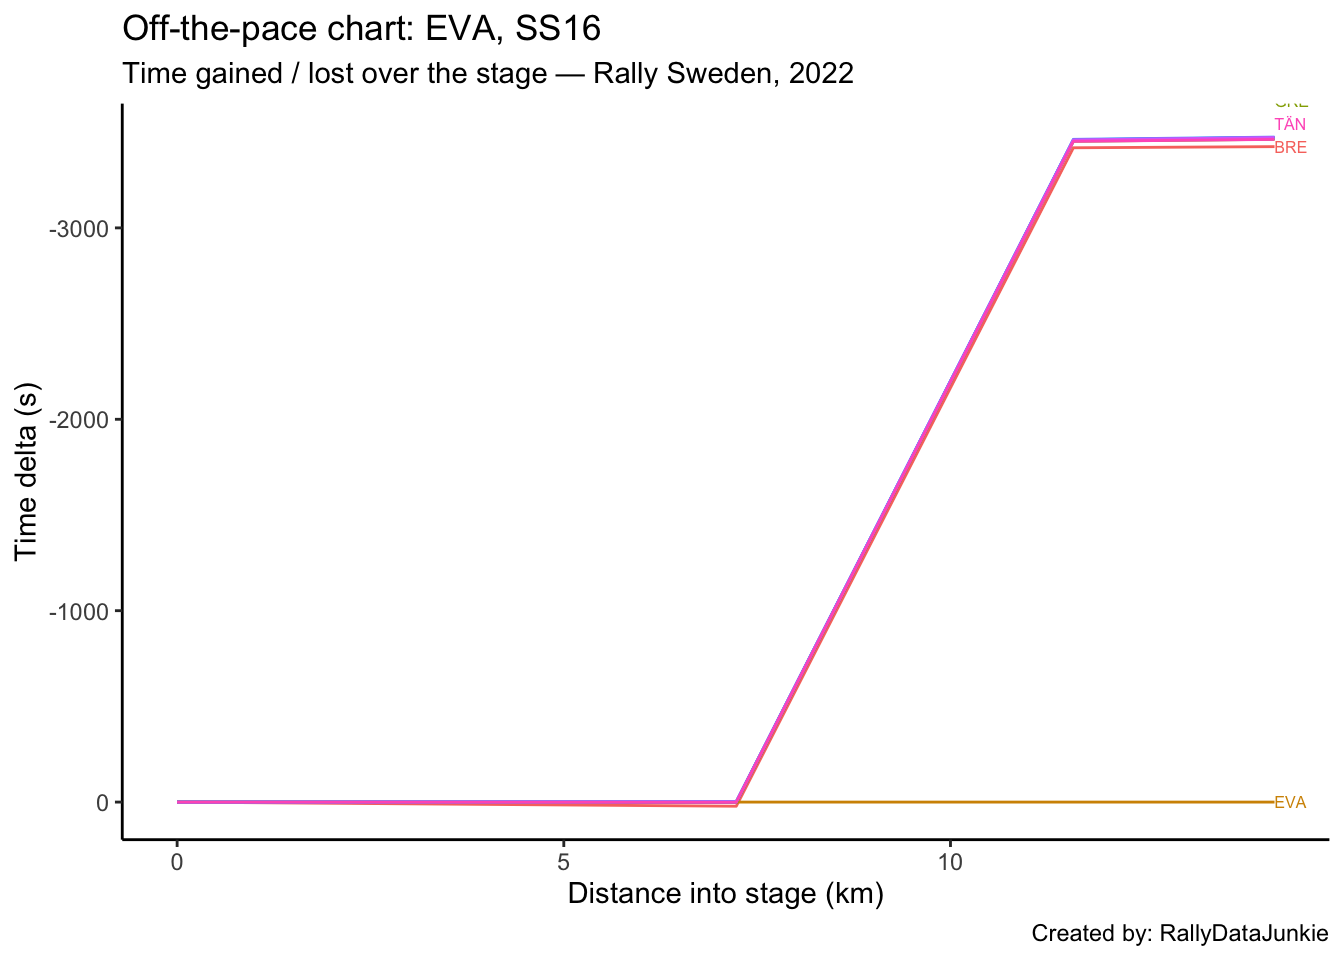 Off-the-pace chart: EVA, SS16
Time gained / lost over the stage — Rally Sweden, 2022
TÄN
BRE
-3000
-2000
-1000
0
EVA
Time delta (s)
0 5 10
Distance into stage (km)
Created by: RallyDataJunkie